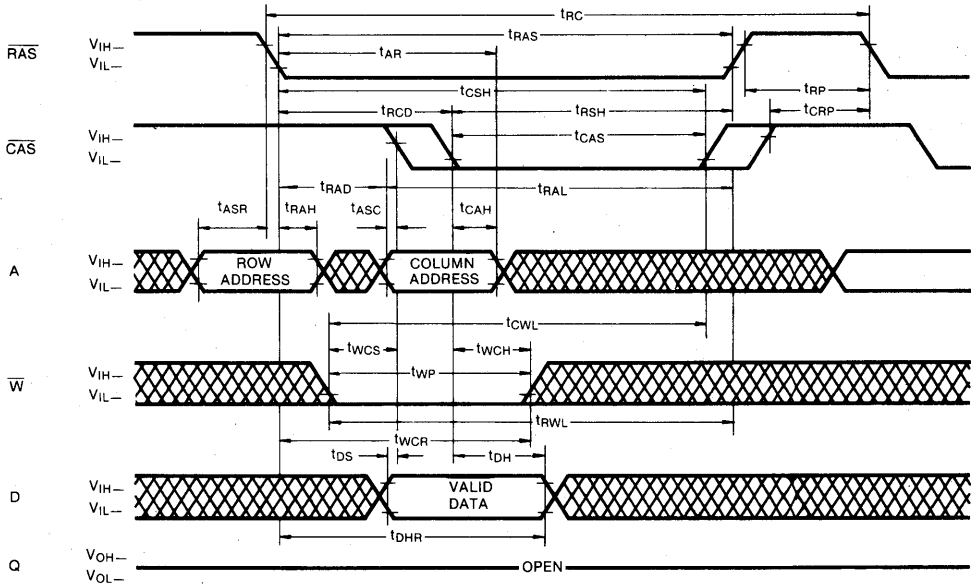 tRC
RAS
VIH—
VIL—
tRAS
tAR
tRP
tCSH
tRCD
tRSH
tCRP
CAS
VIH—
VIL—
tCAS
tRAD
tRAL
tASR
tRAH
tASC
tCAH
A
VIH—
VIL—
ROW
ADDRESS
COLUMN
ADDRESS
tCWL
tWCS
tWCH
W
VIH—
VIL—
tWP
tRWL
tWCR
tDS
tDH
D
VIH—
VIL—
VALID
DATA
tDHR
Q
VOH—
VOL—
OPEN